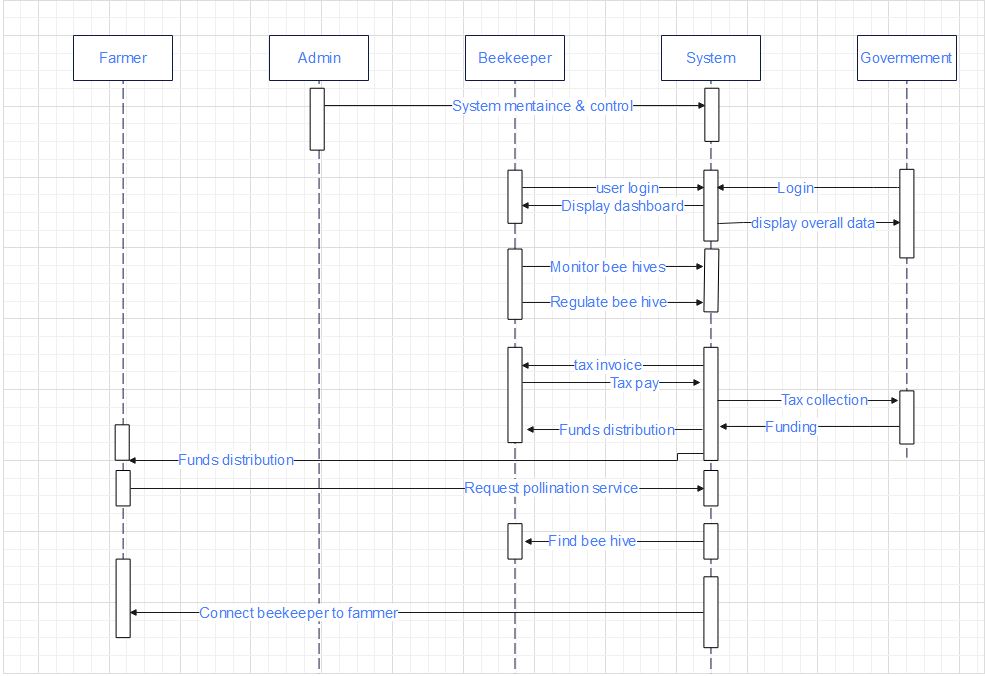 Farmer
Admin
Beekeeper
System
Govermement
System mentaince & control
user login
Login
Display dashboard
display overall data
Monitor bee hives
Regulate bee hive
tax invoice
Tax pay
Tax collection
Funding
Funds distribution
Funds distribution
Request pollination service
Find bee hive
Connect beekeeper to fammer